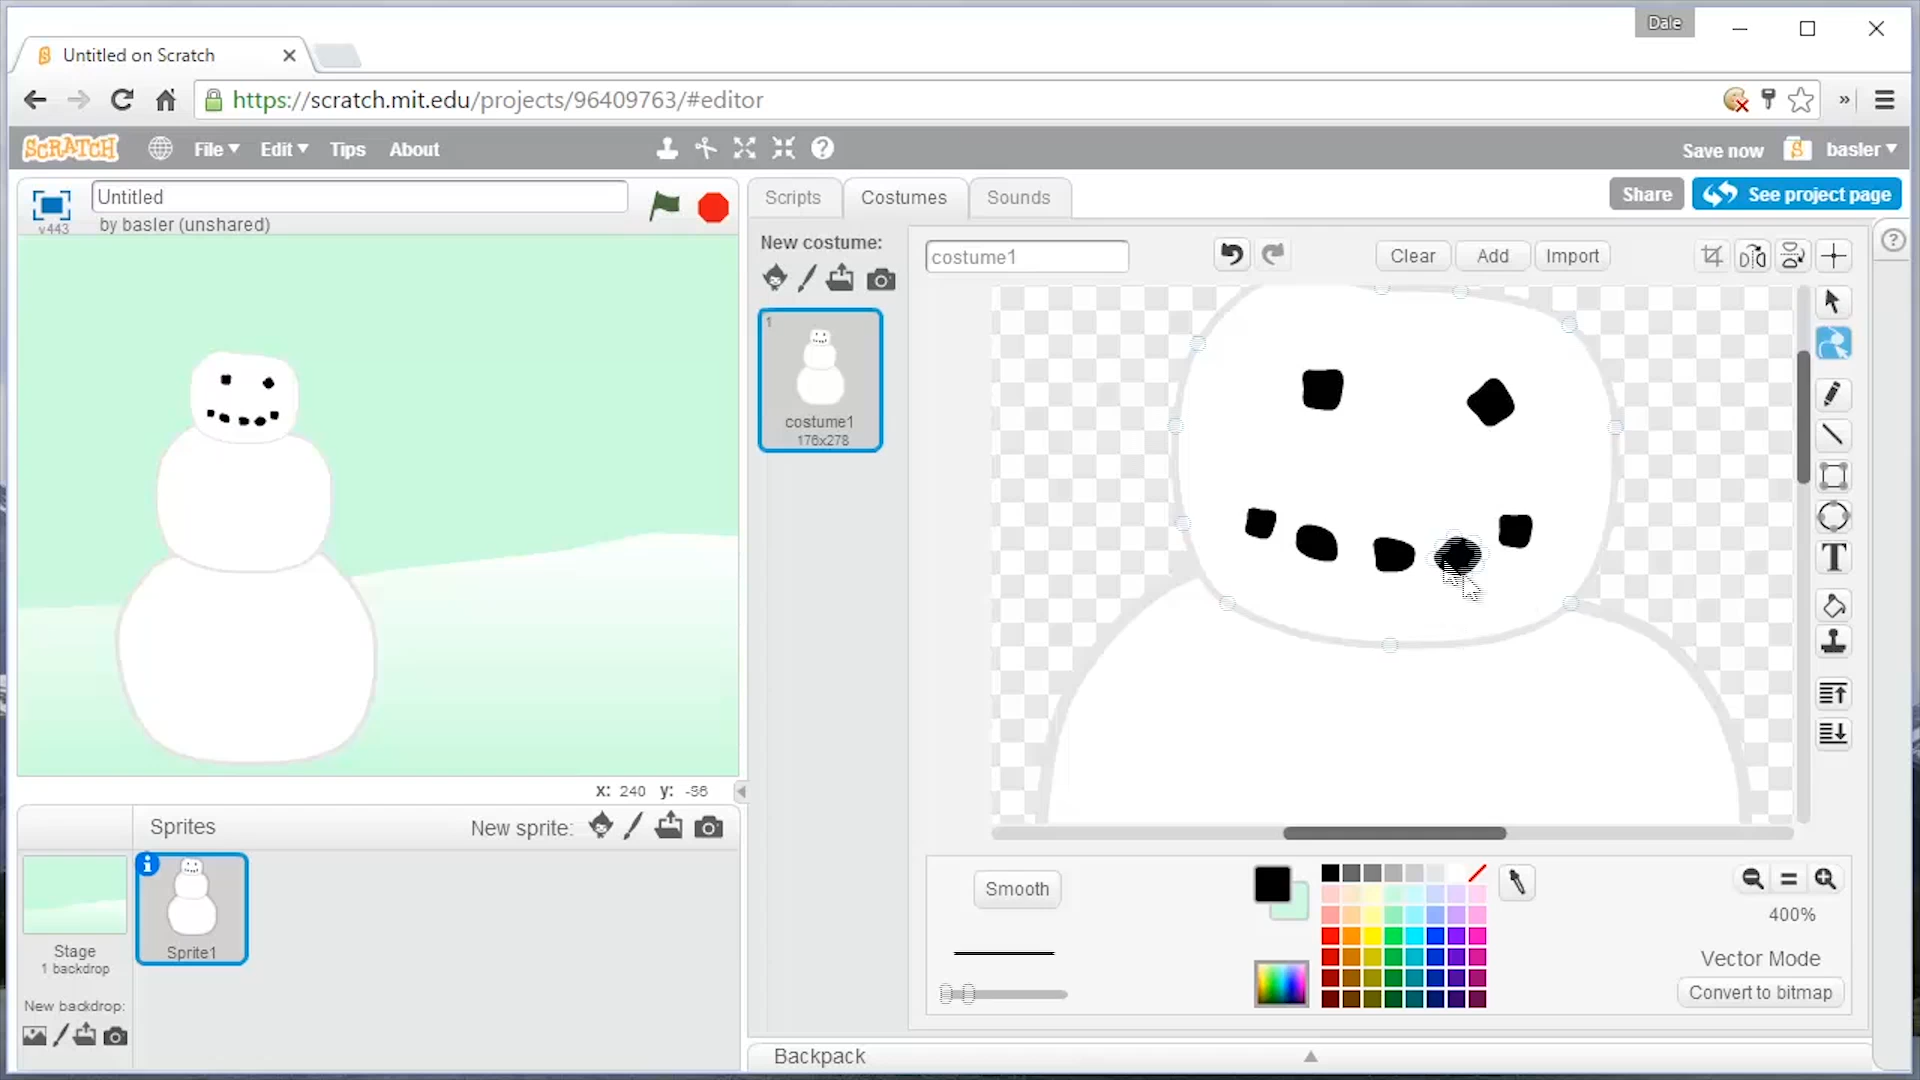 Dale
Untitled on Scratch
https://scratch.mit.edu/projects/96409763/#editor
»
SCRATCH
File
Edit
Tips
About
?
Save now
basler
v443
Untitled
by basler (unshared)
Scripts
Costumes
Sounds
Share
See project page
New costume:
costume1
Clear
Add
Import
?
1
costume1
176x278
T
x: 240 y: -56
Sprites
New sprite:
i
Stage
1 backdrop
Sprite1
New backdrop:
Smooth
400%
Vector Mode
Convert to bitmap
Backpack